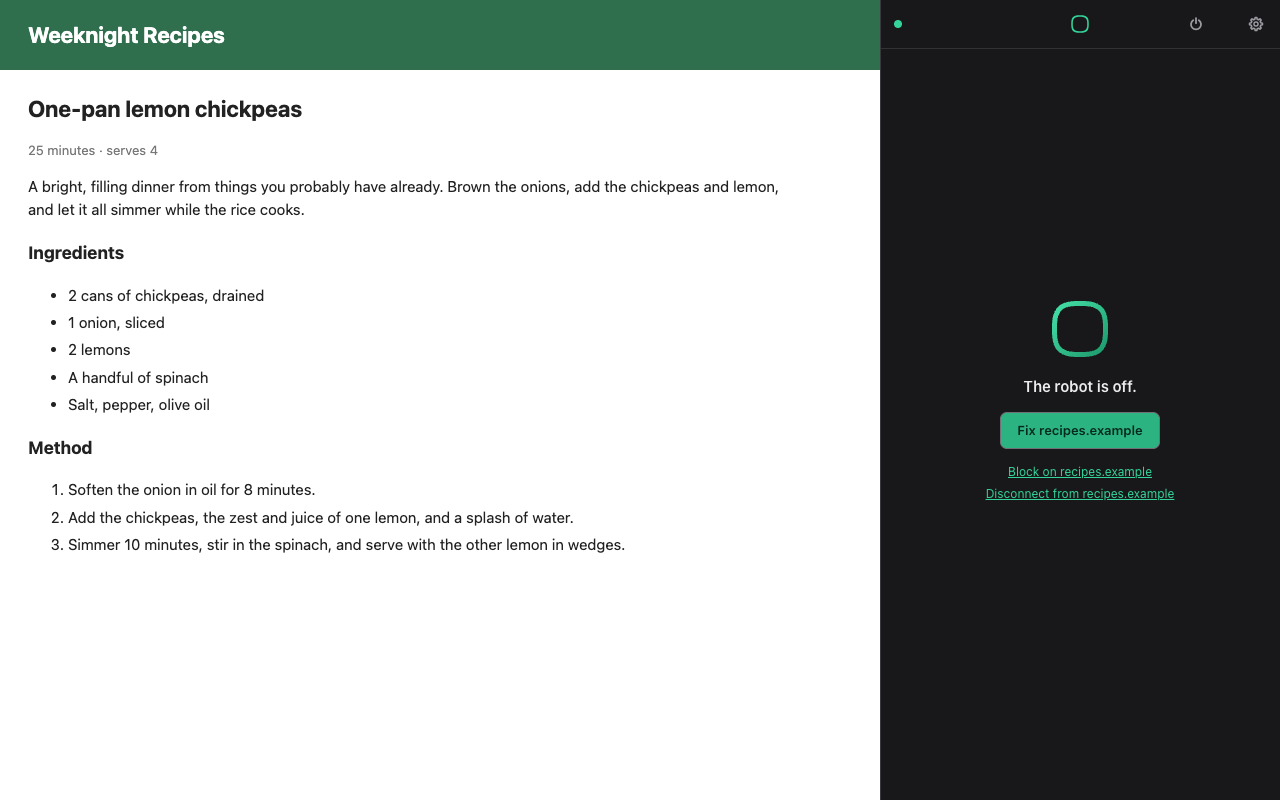 Weeknight Recipes
One-pan lemon chickpeas
25 minutes · serves 4
A bright, filling dinner from things you probably have already. Brown the onions, add the chickpeas and lemon,
and let it all simmer while the rice cooks.
Ingredients
• 2 cans of chickpeas, drained
• 1 onion, sliced
• 2 lemons
• A handful of spinach
• Salt, pepper, olive oil
Method
1. Soften the onion in oil for 8 minutes.
2. Add the chickpeas, the zest and juice of one lemon, and a splash of water.
3. Simmer 10 minutes, stir in the spinach, and serve with the other lemon in wedges.
The robot is off.
Fix recipes.example
Block on recipes.example
Disconnect from recipes.example